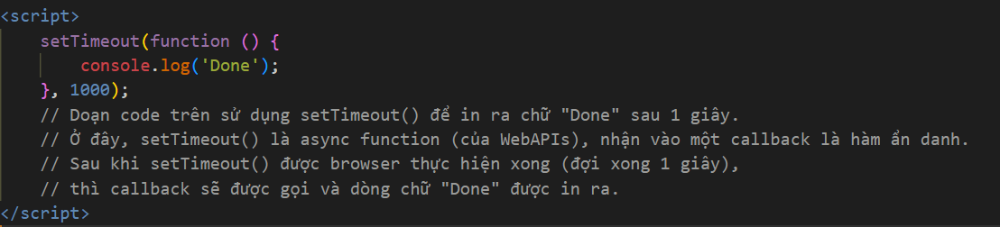 <script>
setTimeout(function () {
console.log('Done');
}, 1000);
// Doạn code trên sử dụng setTimeout() để in ra chữ "Done" sau 1 giây.
// Ở đây, setTimeout() là async function (của WebAPIs), nhận vào một callback là hàm ẩn danh.
// Sau khi setTimeout() được browser thực hiện xong (đợi xong 1 giây),
// thì callback sẽ được gọi và dòng chữ "Done" được in ra.
</script>